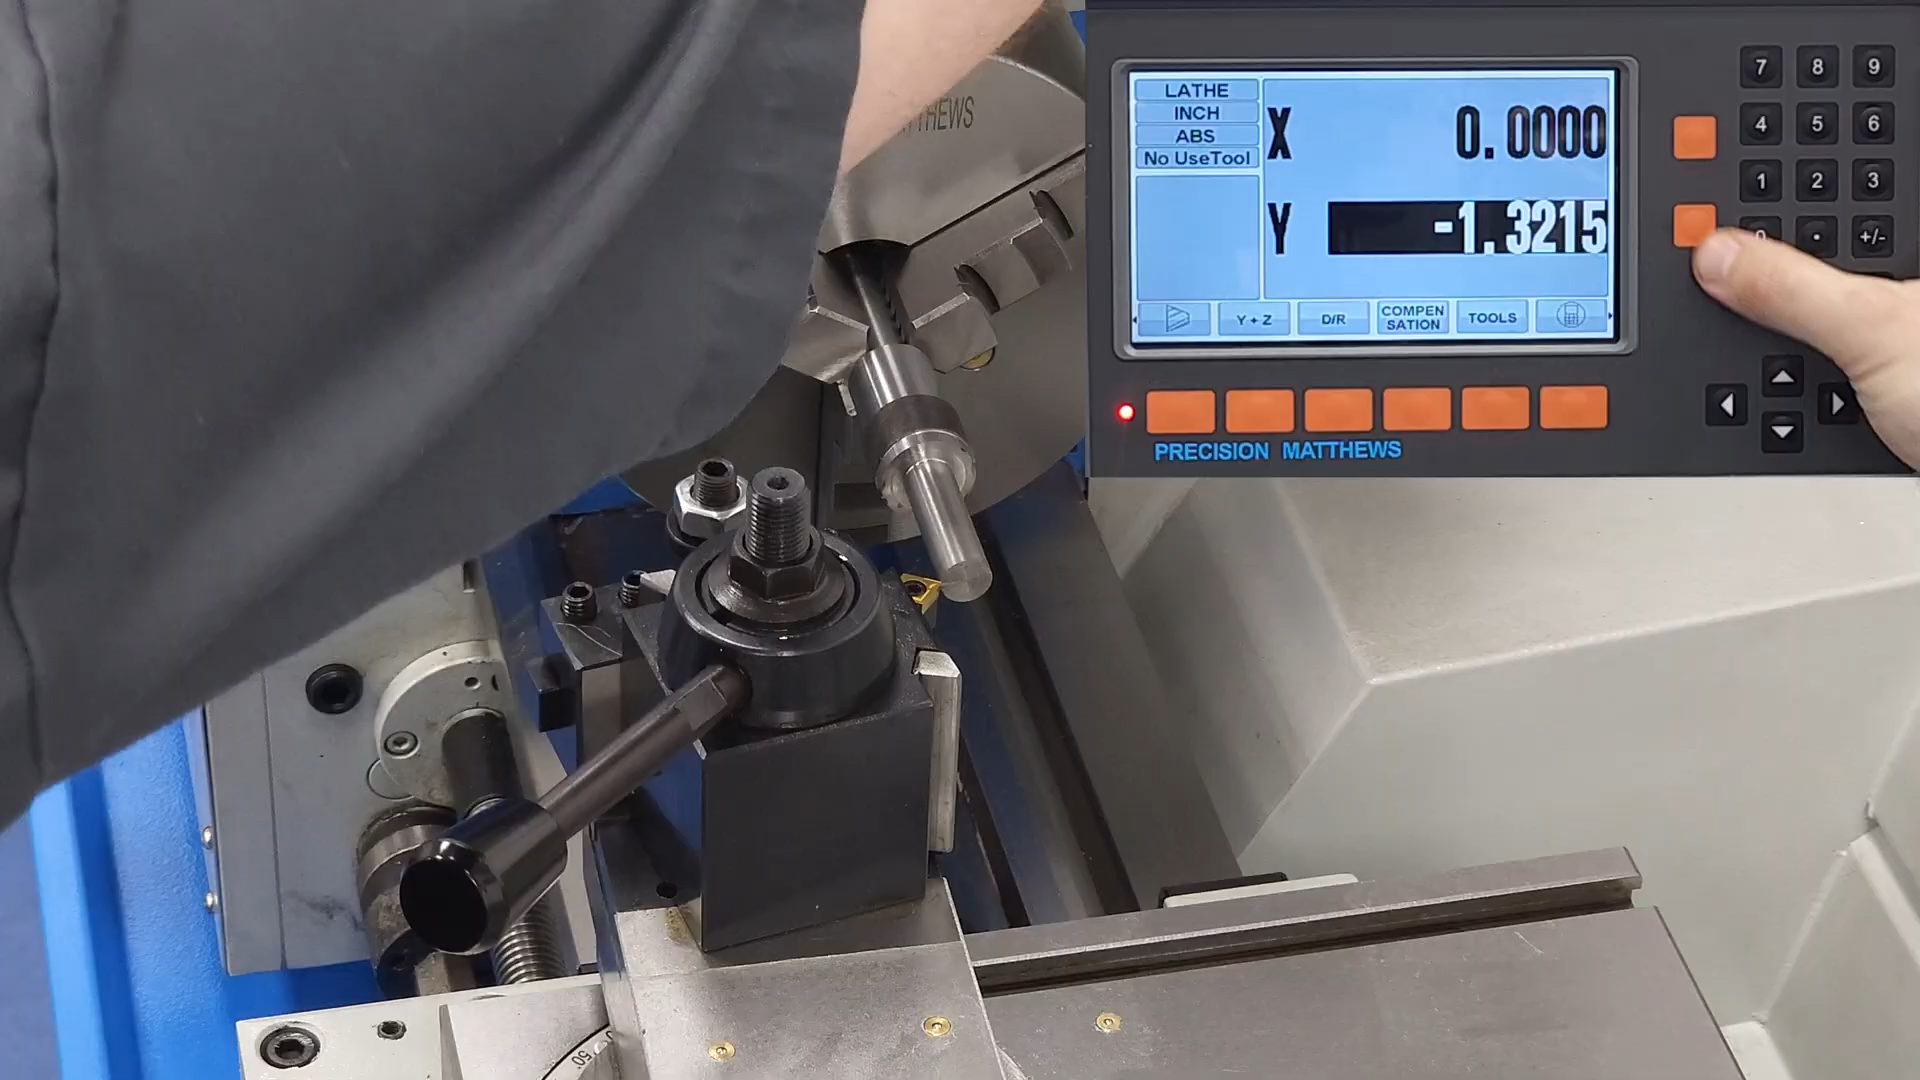 LATHE
INCH
ABS
No UseTool
X 0.0000
Y -1.3215
Y + Z
D/R
COMPEN
SATION
TOOLS
7 8 9
4 5 6
1 2 3
. +/-
PRECISION MATTHEWS
THEWS
50